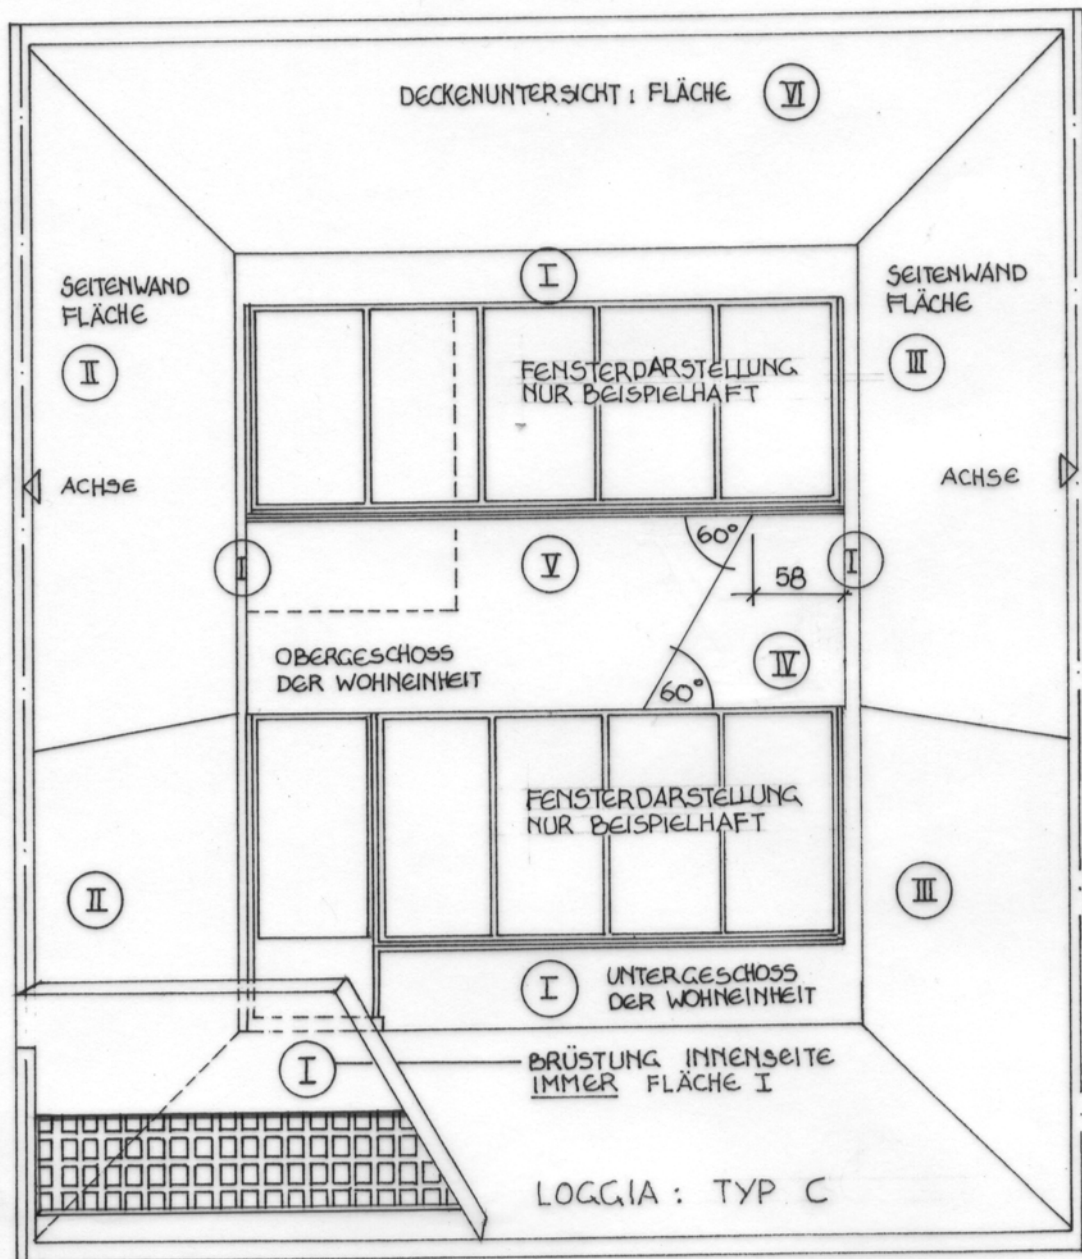 DECKENUNTERSICHT : FLÄCHE VI
I
SEITENWAND
FLÄCHE
II
SEITENWAND
FLÄCHE
III
FENSTERDARSTELLUNG
NUR BEISPIELHAFT
ACHSE
ACHSE
60°
I
V
58
I
OBERGESCHOSS
DER WOHNEINHEIT
IV
60°
FENSTERDARSTELLUNG
NUR BEISPIELHAFT
II
III
I
UNTERGESCHOSS
DER WOHNEINHEIT
I
BRÜSTUNG INNENSEITE
IMMER FLÄCHE I
LOGGIA : TYP C